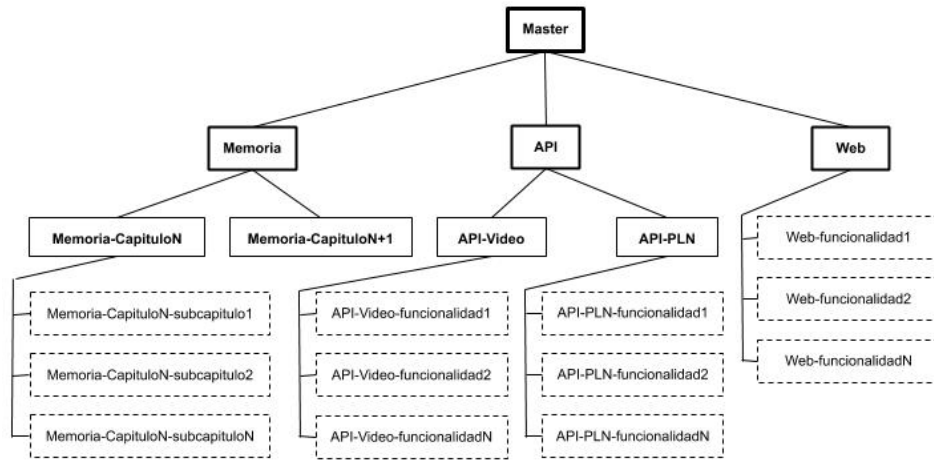 Master
Memoria
API
Web
Memoria-CapituloN
Memoria-CapituloN+1
API-Video
API-PLN
Web-funcionalidad1
Web-funcionalidad2
Web-funcionalidadN
Memoria-CapituloN-subcapitulo1
API-Video-funcionalidad1
API-PLN-funcionalidad1
Memoria-CapituloN-subcapitulo2
API-Video-funcionalidad2
API-PLN-funcionalidad2
Memoria-CapituloN-subcapituloN
API-Video-funcionalidadN
API-PLN-funcionalidadN